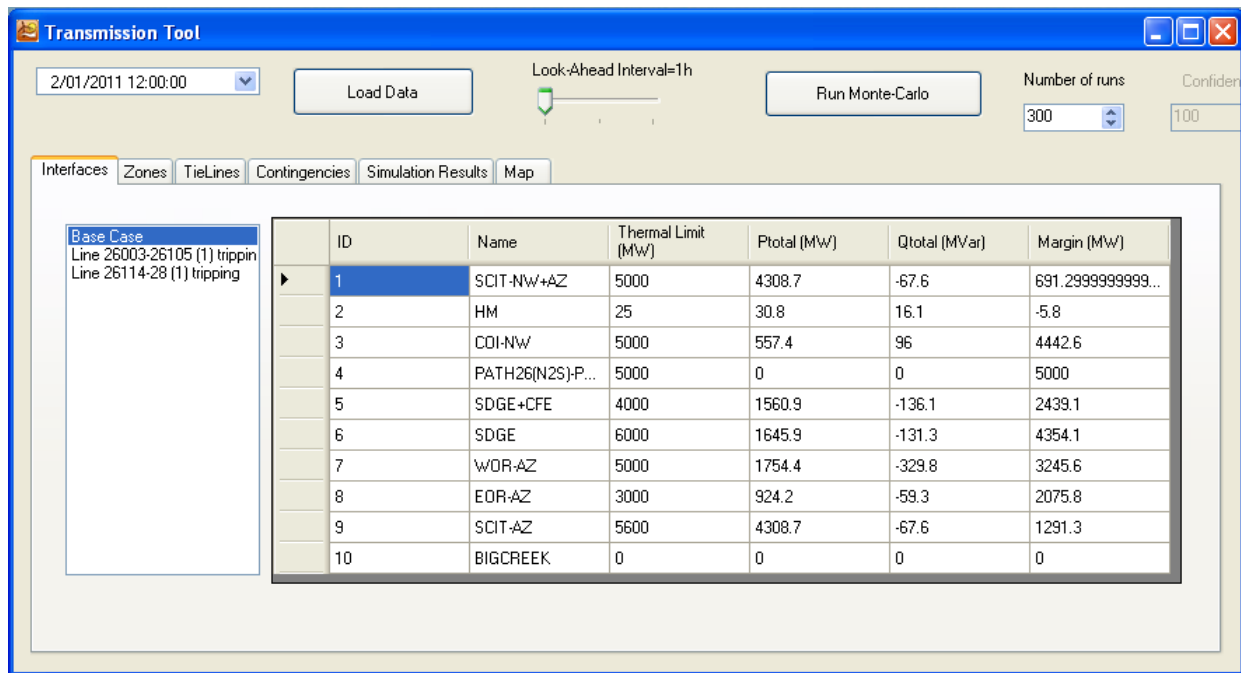 Transmission Tool
2/01/2011 12:00:00
Load Data
Look-Ahead Interval=1h
Run Monte-Carlo
Number of runs
300
Confiden
100
Interfaces Zones TieLines Contingencies Simulation Results Map
Base Case
Line 26003-26105 (1) trippin
Line 26114-28 (1) tripping
ID Name Thermal Limit (MW) Ptotal (MW) Qtotal (MVar) Margin (MW)
1 SCIT-NW+AZ 5000 4308.7 -67.6 691.2999999999...
2 HM 25 30.8 16.1 -5.8
3 COI-NW 5000 557.4 96 4442.6
4 PATH26(N2S)-P... 5000 0 0 5000
5 SDGE+CFE 4000 1560.9 -136.1 2439.1
6 SDGE 6000 1645.9 -131.3 4354.1
7 WOR-AZ 5000 1754.4 -329.8 3245.6
8 EOR-AZ 3000 924.2 -59.3 2075.8
9 SCIT-AZ 5600 4308.7 -67.6 1291.3
10 BIGCREEK 0 0 0 0